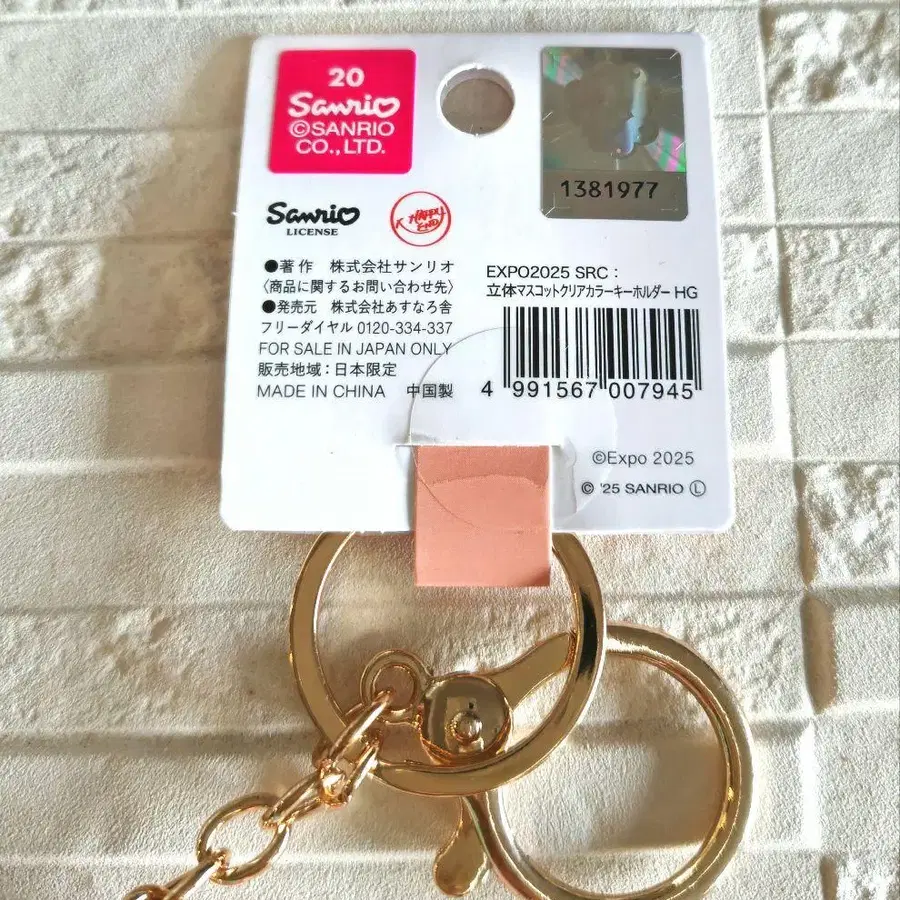 20
Sanrio
©SANRIO
CO.,LTD.
1381977
Sanrio
LICENSE
A HAPPY
END
●著作 株式会社サンリオ
〈商品に関するお問い合わせ先〉
●発売元 株式会社あすなろ舎
フリーダイヤル 0120-334-337
FOR SALE IN JAPAN ONLY
販売地域：日本限定
MADE IN CHINA 中国製
EXPO2025 SRC：
立体マスコットクリアカラーキーホルダー HG
4 991567 007945
©Expo 2025
© '25 SANRIO Ⓛ